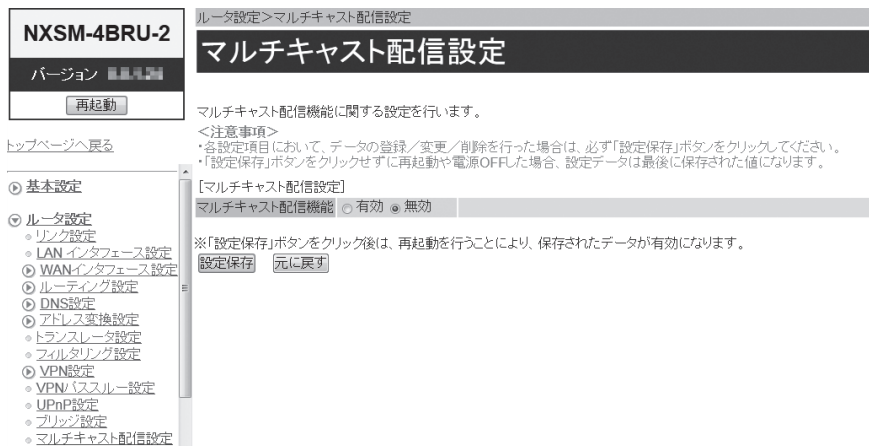 NXSM-4BRU-2
バージョン
再起動
トップページへ戻る
基本設定
ルータ設定
リンク設定
LAN インタフェース設定
WANインタフェース設定
ルーティング設定
DNS設定
アドレス変換設定
トランスレータ設定
フィルタリング設定
VPN設定
VPNパススルー設定
UPnP設定
ブリッジ設定
マルチキャスト配信設定
ルータ設定>マルチキャスト配信設定
マルチキャスト配信設定
マルチキャスト配信機能に関する設定を行います。
<注意事項>
・各設定項目において、データの登録/変更/削除を行った場合は、必ず「設定保存」ボタンをクリックしてください。
・「設定保存」ボタンをクリックせずに再起動や電源OFFした場合、設定データは最後に保存された値になります。
[マルチキャスト配信設定]
マルチキャスト配信機能 有効 無効
※「設定保存」ボタンをクリック後は、再起動を行うことにより、保存されたデータが有効になります。
設定保存 元に戻す